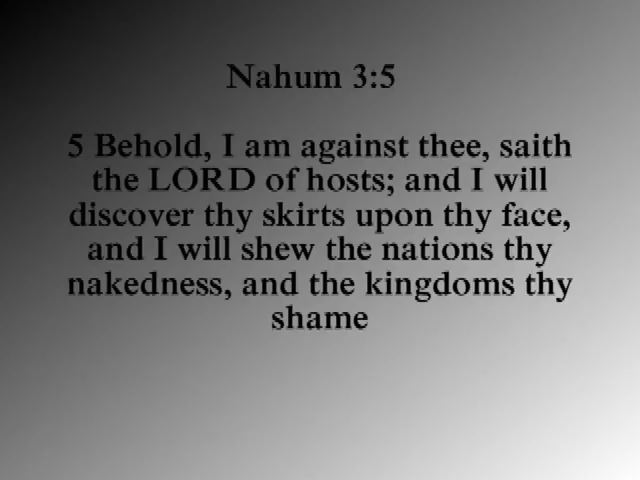 Nahum 3:5
5 Behold, I am against thee, saith
the LORD of hosts; and I will
discover thy skirts upon thy face,
and I will shew the nations thy
nakedness, and the kingdoms thy
shame